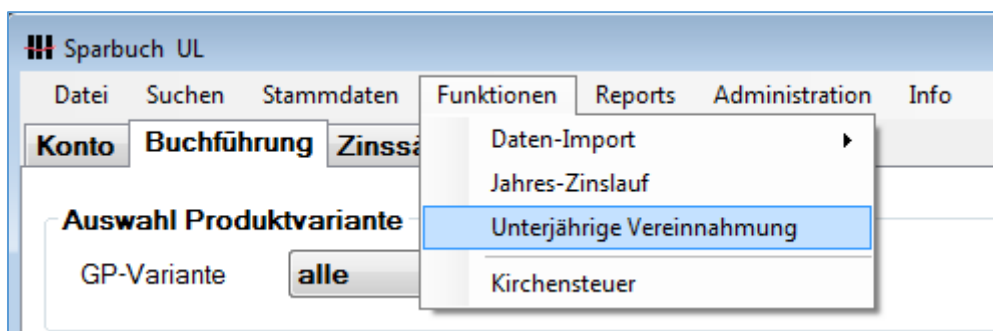 Sparbuch UL
Datei Suchen Stammdaten Funktionen Reports Administration Info
Konto Buchführung
Daten-Import
Jahres-Zinslauf
Auswahl Produktvariante
Unterjährige Vereinnahmung
GP-Variante alle
Kirchensteuer